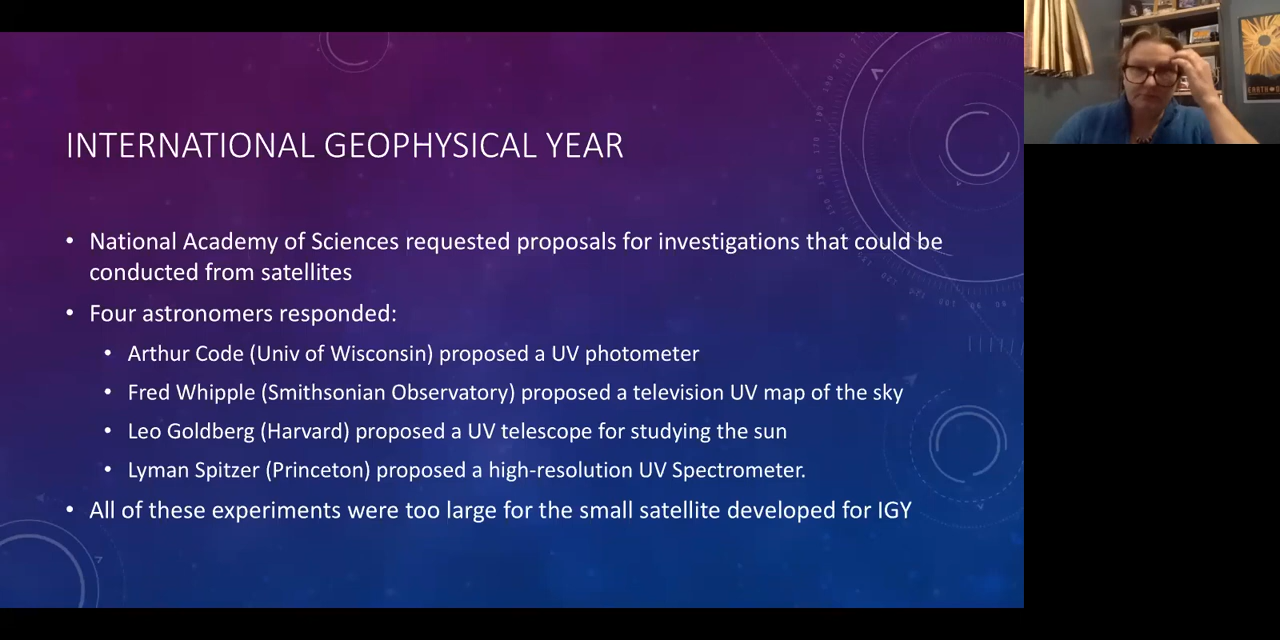 INTERNATIONAL GEOPHYSICAL YEAR
• National Academy of Sciences requested proposals for investigations that could be
conducted from satellites
• Four astronomers responded:
• Arthur Code (Univ of Wisconsin) proposed a UV photometer
• Fred Whipple (Smithsonian Observatory) proposed a television UV map of the sky
• Leo Goldberg (Harvard) proposed a UV telescope for studying the sun
• Lyman Spitzer (Princeton) proposed a high-resolution UV Spectrometer.
• All of these experiments were too large for the small satellite developed for IGY